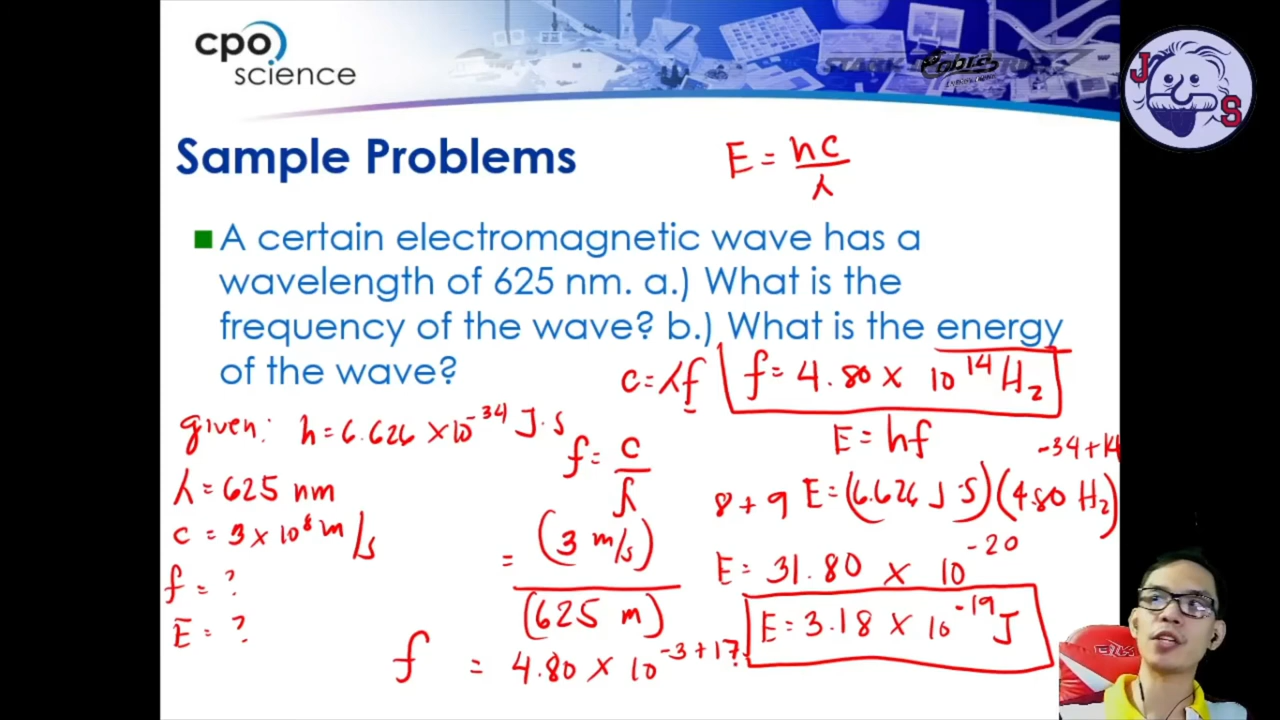 cpo
science
Cobra
J S
Sample Problems
E = hc/λ
A certain electromagnetic wave has a
wavelength of 625 nm. a.) What is the
frequency of the wave? b.) What is the energy
of the wave?
c = λf
f = 4.80 x 10^14 Hz
given: h = 6.626 x 10^-34 J·s
λ = 625 nm
c = 3 x 10^8 m/s
f = ?
E = ?
f = c/λ
= (3 m/s)/(625 m)
f = 4.80 x 10^-3+17
E = hf
-34+14
8 + 9
E = (6.626 J·S)(4.80 Hz)
E = 31.80 x 10^-20
E = 3.18 x 10^-19 J